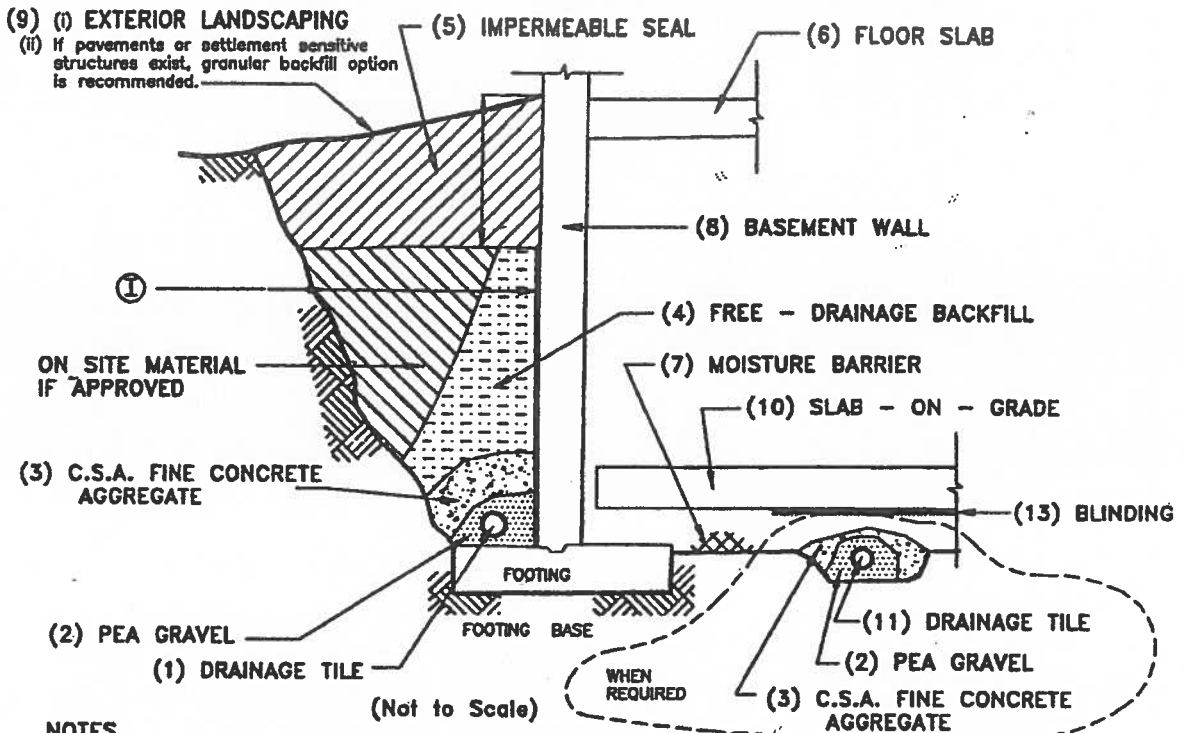 (9) (i) EXTERIOR LANDSCAPING
(ii) If pavements or settlement sensitive
structures exist, granular backfill option
is recommended.
(5) IMPERMEABLE SEAL
(6) FLOOR SLAB
(8) BASEMENT WALL
I
(4) FREE - DRAINAGE BACKFILL
ON SITE MATERIAL
IF APPROVED
(7) MOISTURE BARRIER
(10) SLAB - ON - GRADE
(3) C.S.A. FINE CONCRETE
AGGREGATE
(13) BLINDING
FOOTING
(2) PEA GRAVEL
FOOTING BASE
(11) DRAINAGE TILE
(1) DRAINAGE TILE
(2) PEA GRAVEL
WHEN
REQUIRED
(3) C.S.A. FINE CONCRETE
AGGREGATE
(Not to Scale)
NOTES